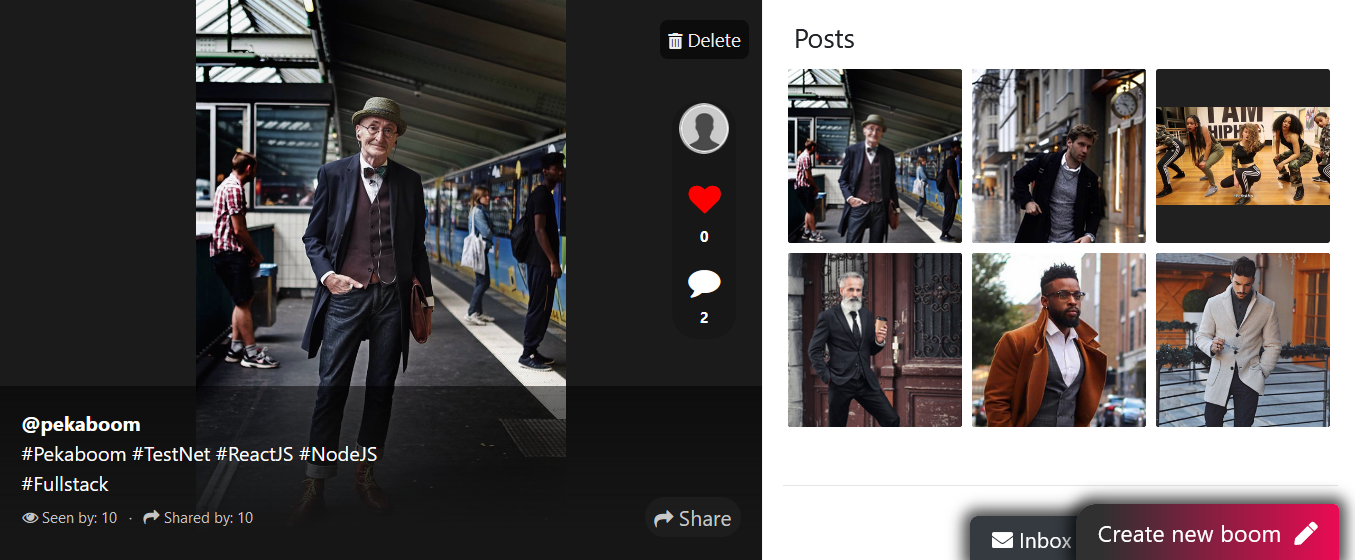 Delete
0
2
@pekaboom
#Pekaboom #TestNet #ReactJS #NodeJS
#Fullstack
Seen by: 10 · Shared by: 10
Share
Posts
I AM
HIPHOP
Inbox
Create new boom